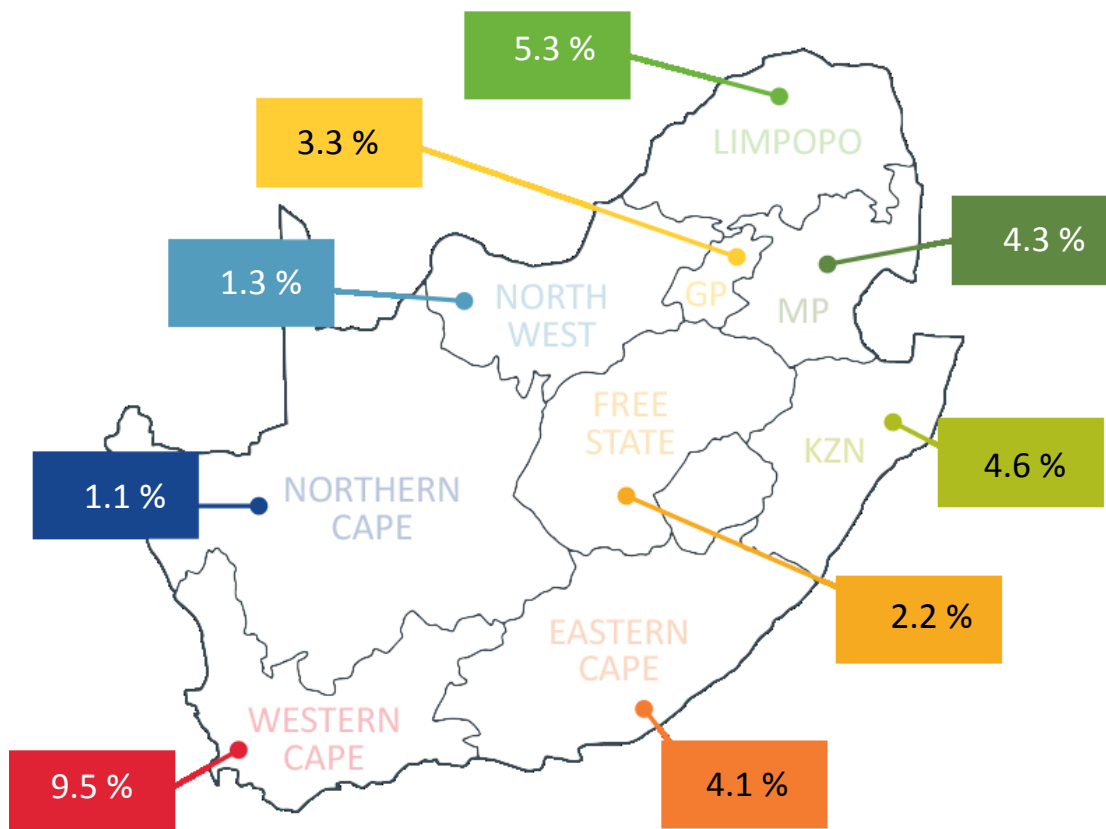 5.3 %
LIMPOPO
3.3 %
4.3 %
1.3 %
NORTH
WEST
GP
MP
FREE
STATE
KZN
4.6 %
1.1 %
NORTHERN
CAPE
2.2 %
EASTERN
CAPE
WESTERN
CAPE
9.5 %
4.1 %